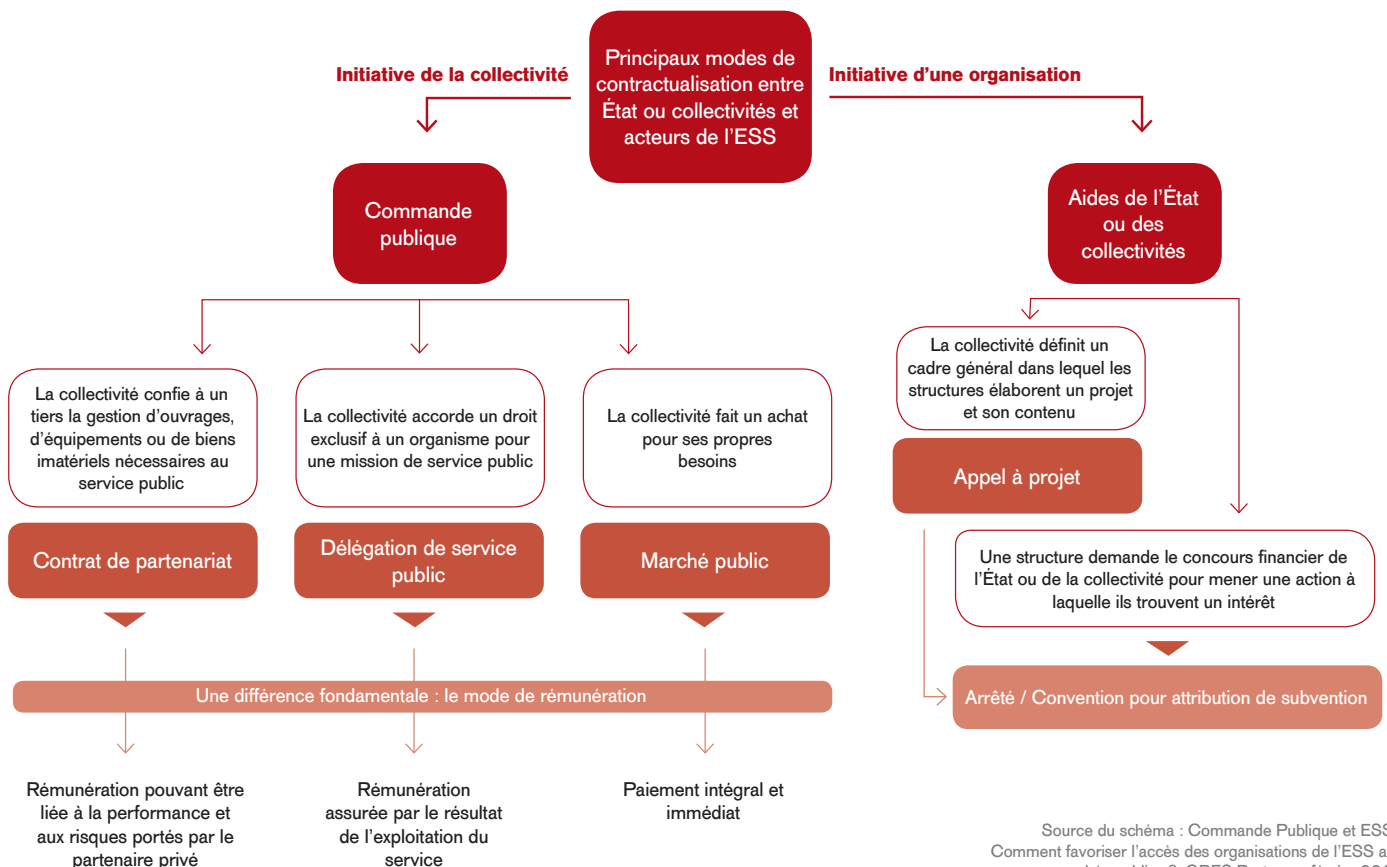 Principaux modes de
contractualisation entre
État ou collectivités et
acteurs de l'ESS
Initiative de la collectivité
Initiative d'une organisation
Commande
publique
Aides de l'État
ou des
collectivités
La collectivité confie à un
tiers la gestion d'ouvrages,
d'équipements ou de biens
imatériels nécessaires au
service public
Contrat de partenariat
La collectivité accorde un droit
exclusif à un organisme pour
une mission de service public
Délégation de service
public
La collectivité fait un achat
pour ses propres
besoins
Marché public
Une différence fondamentale : le mode de rémunération
Rémunération pouvant être
liée à la performance et
aux risques portés par le
partenaire privé
Rémunération
assurée par le résultat
de l'exploitation du
service
Paiement intégral et
immédiat
La collectivité définit un
cadre général dans lequel les
structures élaborent un projet
et son contenu
Appel à projet
Une structure demande le concours financier de
l'État ou de la collectivité pour mener une action à
laquelle ils trouvent un intérêt
Arrêté / Convention pour attribution de subvention
Source du schéma : Commande Publique et ESS
Comment favoriser l'accès des organisations de l'ESS a